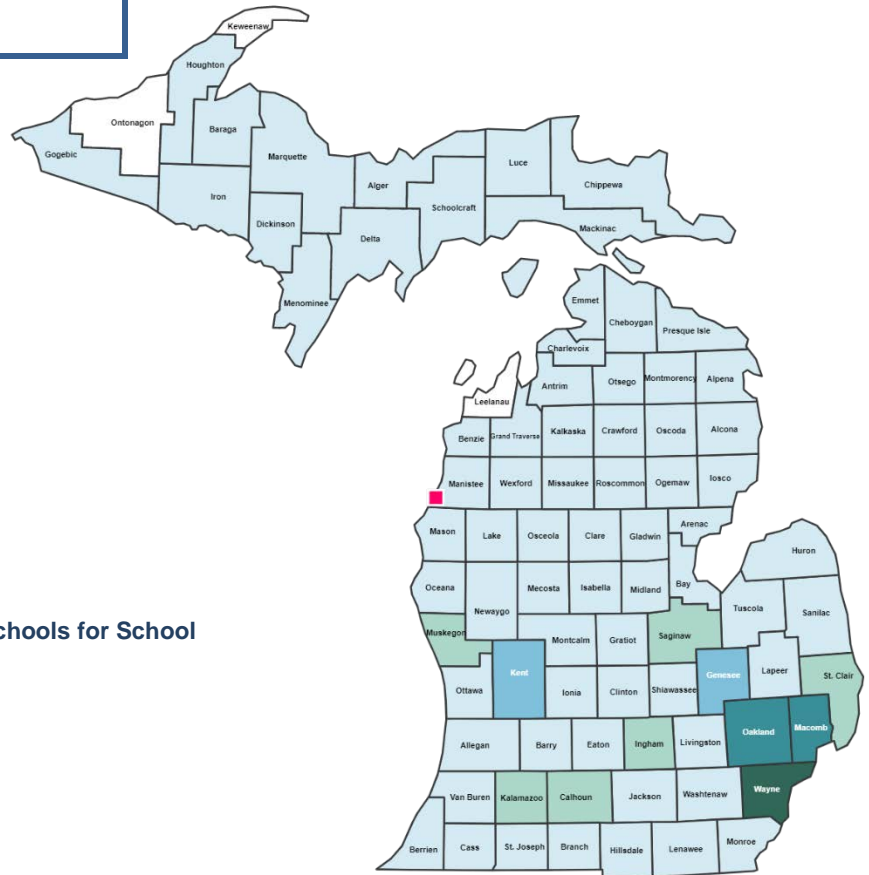 Keweenaw
Houghton
Ontonagon
Baraga
Gogebic
Marquette
Luce
Alger
Chippewa
Iron
Schoolcraft
Dickinson
Mackinac
Delta
Menominee
Emmet
Cheboygan
Presque Isle
Charlevoix
Antrim
Otsego
Montmorency
Alpena
Leelanau
Benzie
Grand Traverse
Kalkaska
Crawford
Oscoda
Alcona
Manistee
Wexford
Missaukee
Roscommon
Ogemaw
Iosco
Mason
Lake
Osceola
Clare
Gladwin
Arenac
Huron
Oceana
Newaygo
Mecosta
Isabella
Midland
Bay
Tuscola
Sanilac
chools for School
Muskegon
Montcalm
Gratiot
Saginaw
Kent
Genesee
Lapeer
St. Clair
Ottawa
Ionia
Clinton
Shiawassee
Allegan
Barry
Eaton
Ingham
Livingston
Oakland
Macomb
Van Buren
Kalamazoo
Calhoun
Jackson
Washtenaw
Wayne
Berrien
Cass
St. Joseph
Branch
Hillsdale
Lenawee
Monroe